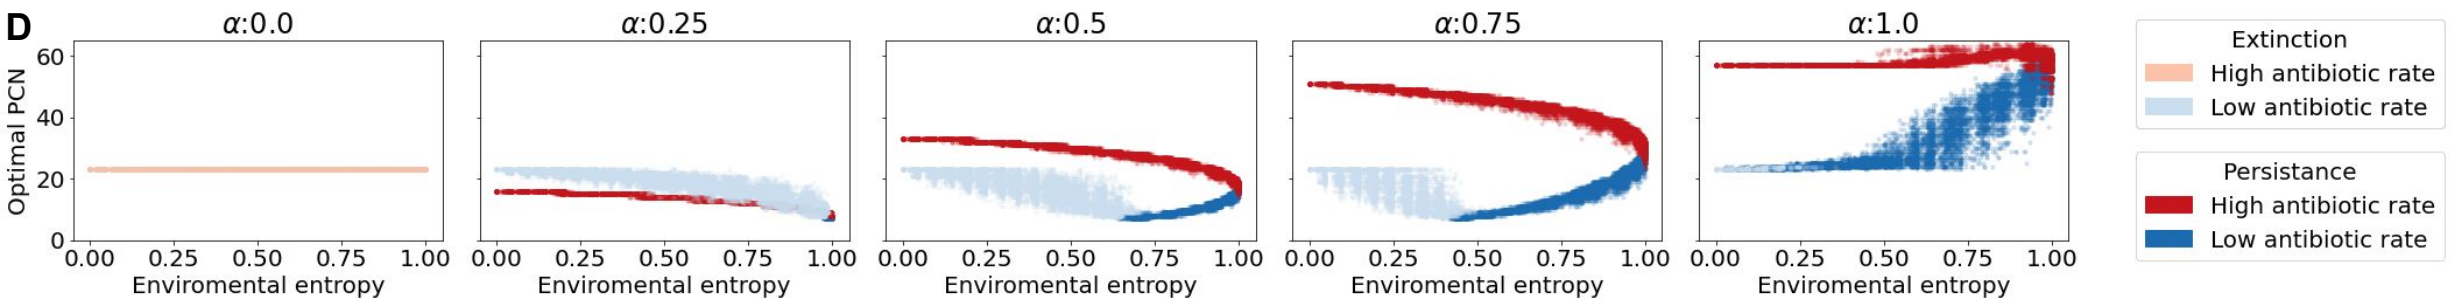 D
α:0.0
α:0.25
α:0.5
α:0.75
α:1.0
Optimal PCN
60
40
20
0
0.00 0.25 0.50 0.75 1.00
0.00 0.25 0.50 0.75 1.00
0.00 0.25 0.50 0.75 1.00
0.00 0.25 0.50 0.75 1.00
0.00 0.25 0.50 0.75 1.00
Enviromental entropy
Enviromental entropy
Enviromental entropy
Enviromental entropy
Enviromental entropy
Extinction
High antibiotic rate
Low antibiotic rate
Persistance
High antibiotic rate
Low antibiotic rate